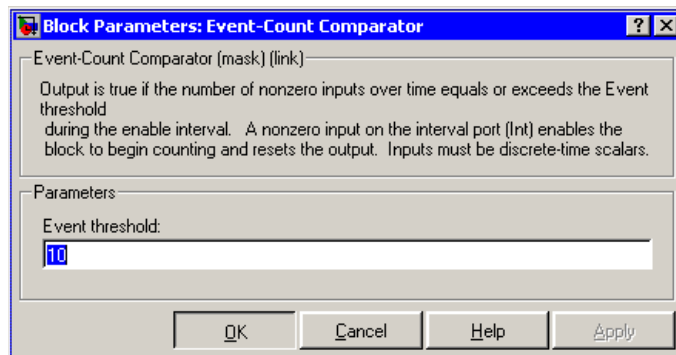 Block Parameters: Event-Count Comparator
Event-Count Comparator (mask) (link)
Output is true if the number of nonzero inputs over time equals or exceeds the Event
threshold
during the enable interval. A nonzero input on the interval port (Int) enables the
block to begin counting and resets the output. Inputs must be discrete-time scalars.
Parameters
Event threshold:
10
OK Cancel Help Apply